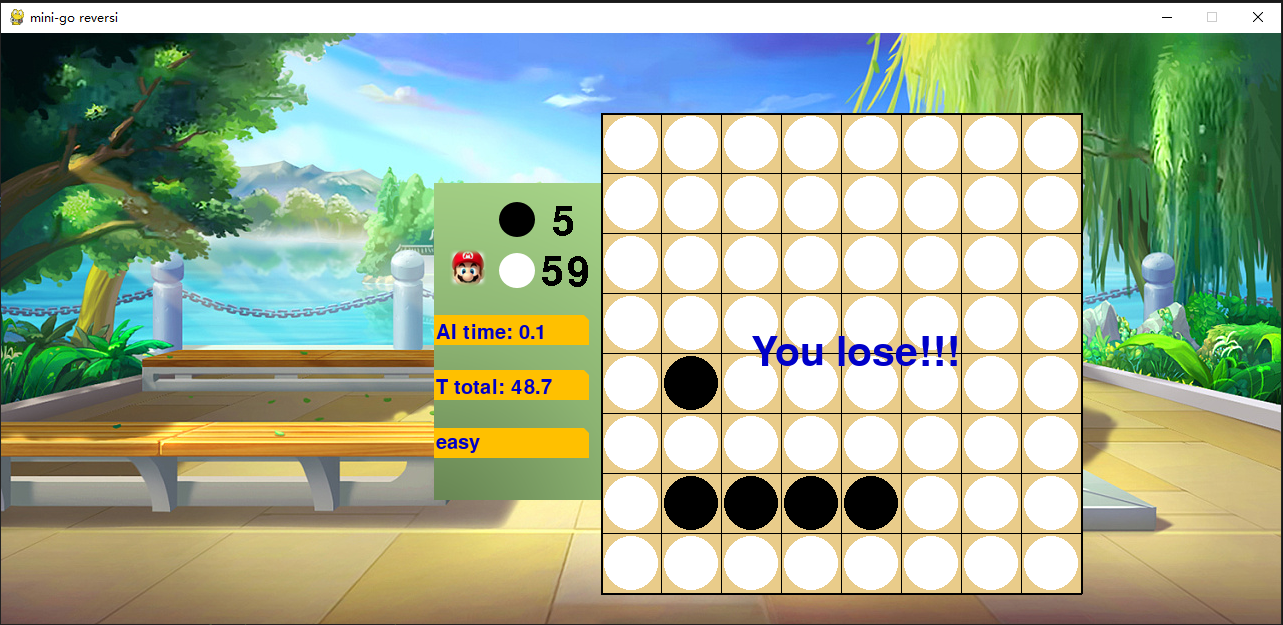 mini-go reversi
5
59
AI time: 0.1
T total: 48.7
easy
You lose!!!